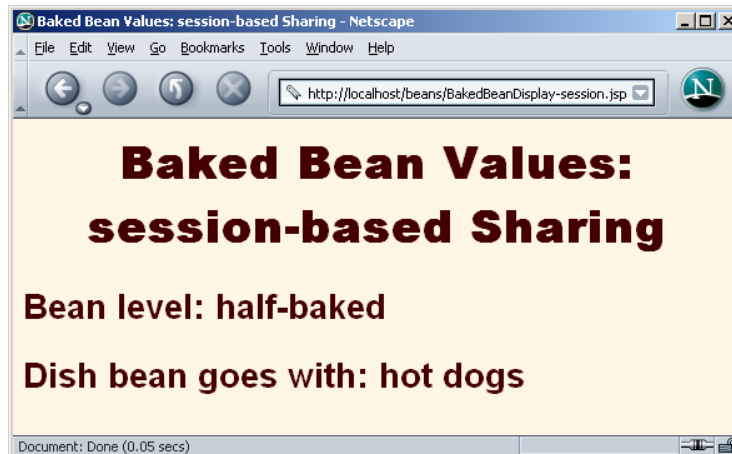 Baked Bean Values: session-based Sharing - Netscape
File Edit View Go Bookmarks Tools Window Help
http://localhost/beans/BakedBeanDisplay-session.jsp
N
Baked Bean Values:
session-based Sharing
Bean level: half-baked
Dish bean goes with: hot dogs
Document: Done (0.05 secs)